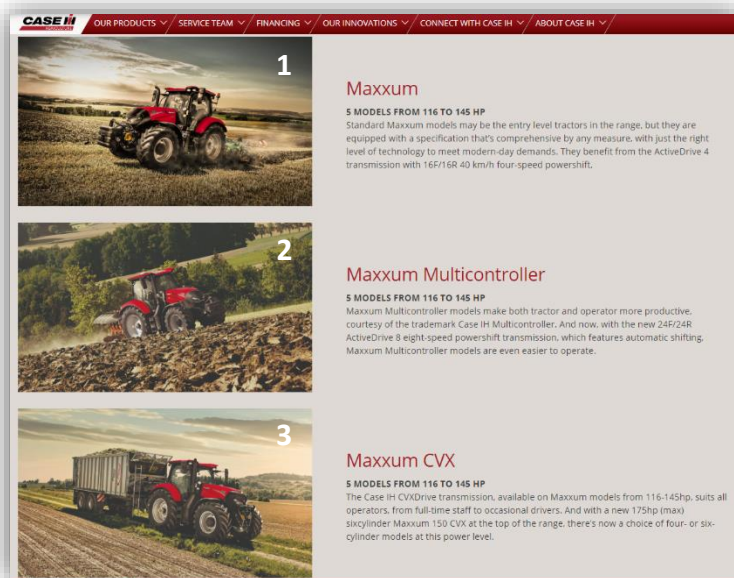 CASE IH
AGRICULTURE
OUR PRODUCTS
SERVICE TEAM
FINANCING
OUR INNOVATIONS
CONNECT WITH CASE IH
ABOUT CASE IH
1
Maxxum
5 MODELS FROM 116 TO 145 HP
Standard Maxxum models may be the entry level tractors in the range, but they are
equipped with a specification that's comprehensive by any measure, with just the right
level of technology to meet modern-day demands. They benefit from the ActiveDrive 4
transmission with 16F/16R 40 km/h four-speed powershift.
2
Maxxum Multicontroller
5 MODELS FROM 116 TO 145 HP
Maxxum Multicontroller models make both tractor and operator more productive,
courtesy of the trademark Case IH Multicontroller. And now, with the new 24F/24R
ActiveDrive 8 eight-speed powershift transmission, which features automatic shifting,
Maxxum Multicontroller models are even easier to operate.
3
Maxxum CVX
5 MODELS FROM 116 TO 145 HP
The Case IH CVXDrive transmission, available on Maxxum models from 116-145hp, suits all
operators, from full-time staff to occasional drivers. And with a new 175hp (max)
sixcylinder Maxxum 150 CVX at the top of the range, there's now a choice of four- or six-
cylinder models at this power level.